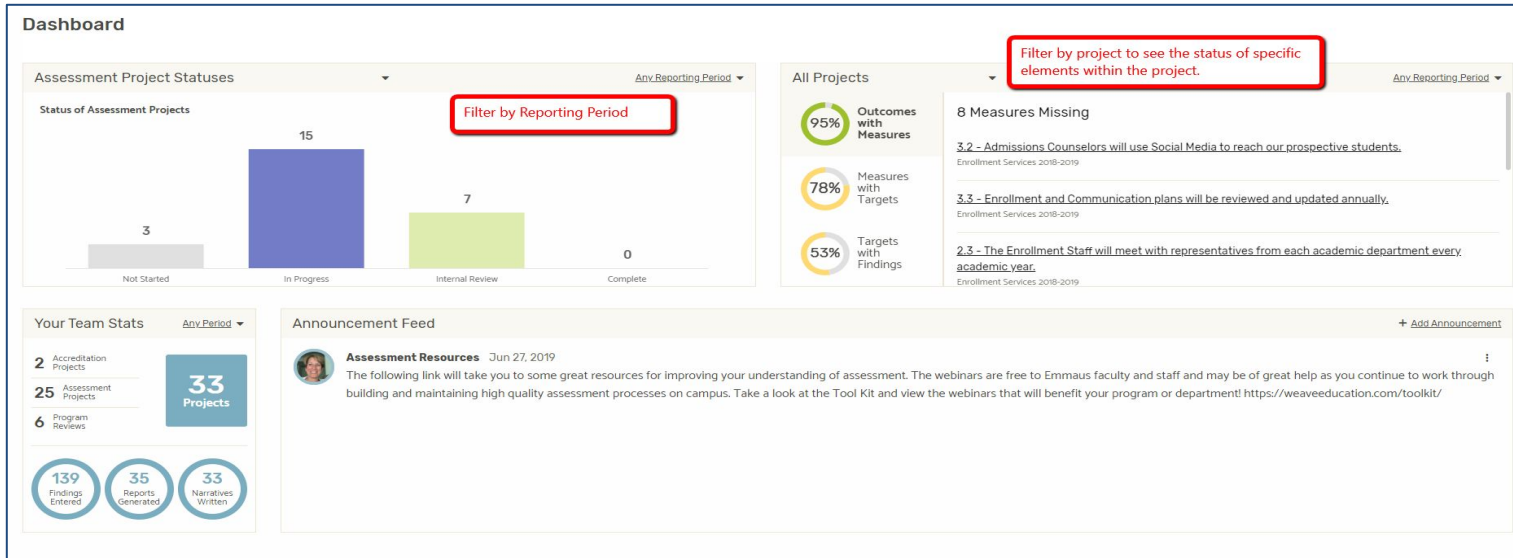 Dashboard
Assessment Project Statuses
Any Reporting Period
Status of Assessment Projects
Filter by Reporting Period
3
15
7
0
Not Started
In Progress
Internal Review
Complete
All Projects
Filter by project to see the status of specific
elements within the project.
Any Reporting Period
95%
Outcomes
with
Measures
78%
Measures
with
Targets
53%
Targets
with
Findings
8 Measures Missing
3.2 - Admissions Counselors will use Social Media to reach our prospective students.
Enrollment Services 2018-2019
3.3 - Enrollment and Communication plans will be reviewed and updated annually.
Enrollment Services 2018-2019
2.3 - The Enrollment Staff will meet with representatives from each academic department every
academic year.
Enrollment Services 2018-2019
Your Team Stats
Any Period
2 Accreditation
Projects
25 Assessment
Projects
6 Program
Reviews
33
Projects
139
Findings
Entered
35
Reports
Generated
33
Narratives
Written
Announcement Feed
+ Add Announcement
Assessment Resources Jun 27, 2019
The following link will take you to some great resources for improving your understanding of assessment. The webinars are free to Emmaus faculty and staff and may be of great help as you continue to work through
building and maintaining high quality assessment processes on campus. Take a look at the Tool Kit and view the webinars that will benefit your program or department! https://weaveeducation.com/toolkit/